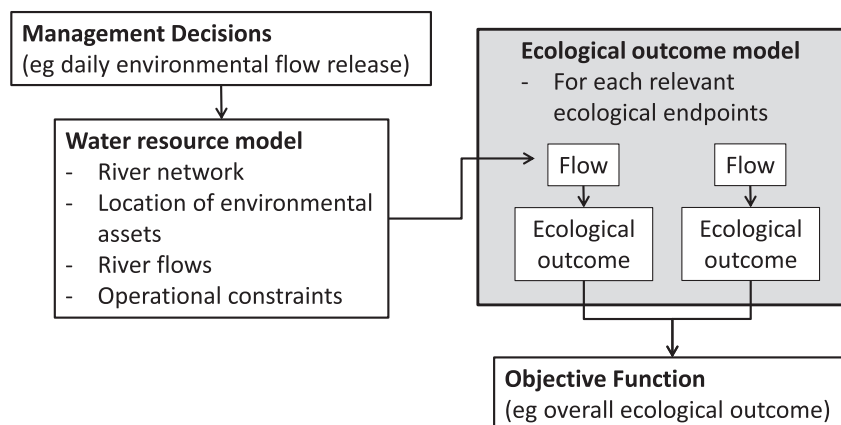 Management Decisions
(eg daily environmental flow release)
Water resource model
- River network
- Location of environmental
assets
- River flows
- Operational constraints
Ecological outcome model
- For each relevant
ecological endpoints
Flow
Flow
Ecological
outcome
Ecological
outcome
Objective Function
(eg overall ecological outcome)